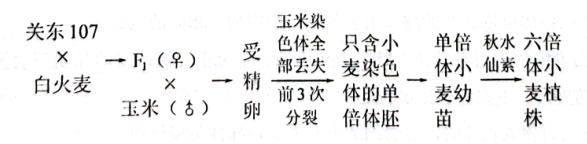 关东107
×
白火麦
→ F₁(♀)
×
玉米(♂)
→ 受精卵
玉米染色体全部丢失
前3次分裂
→ 只含小麦染色体的单倍体胚
→ 单倍体小麦幼苗
秋水仙素
→ 六倍体小麦植株